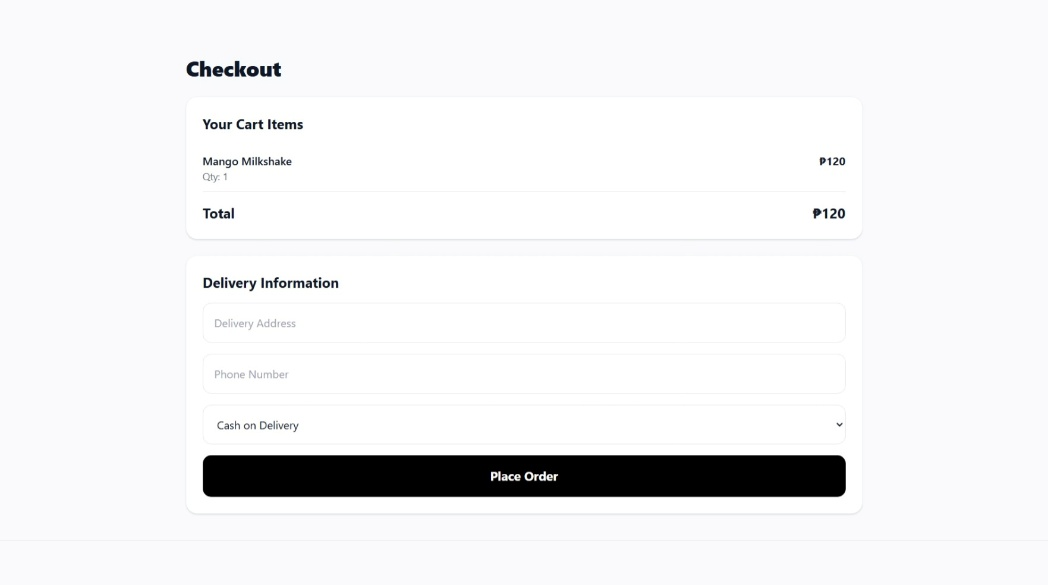 Checkout
Your Cart Items
Mango Milkshake ₱120
Qty: 1
Total ₱120
Delivery Information
Delivery Address
Phone Number
Cash on Delivery
Place Order